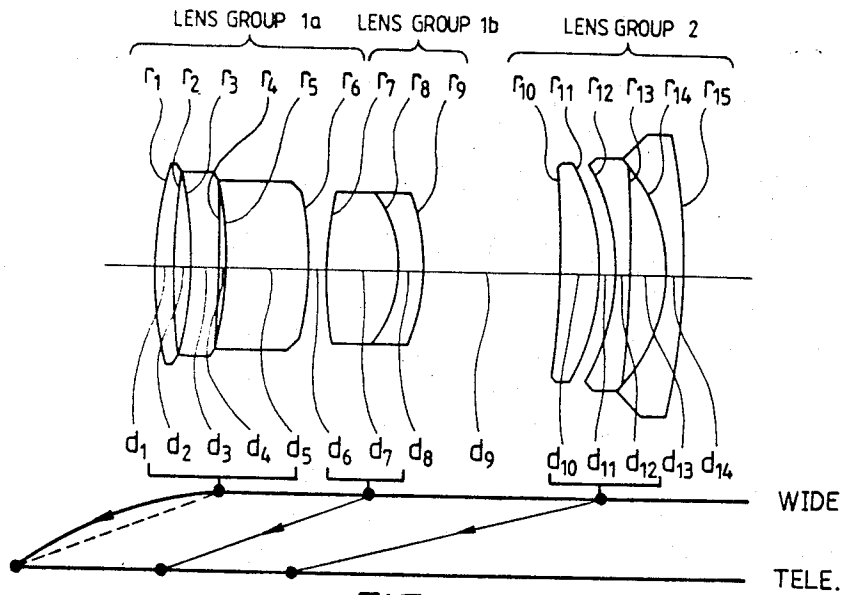 LENS GROUP 1a LENS GROUP 1b LENS GROUP 2
r1 r2 r3 r4 r5 r6 r7 r8 r9 r10 r11 r12 r13 r14 r15
d1 d2 d3 d4 d5 d6 d7 d8 d9 d10 d11 d12 d13 d14
WIDE
TELE.